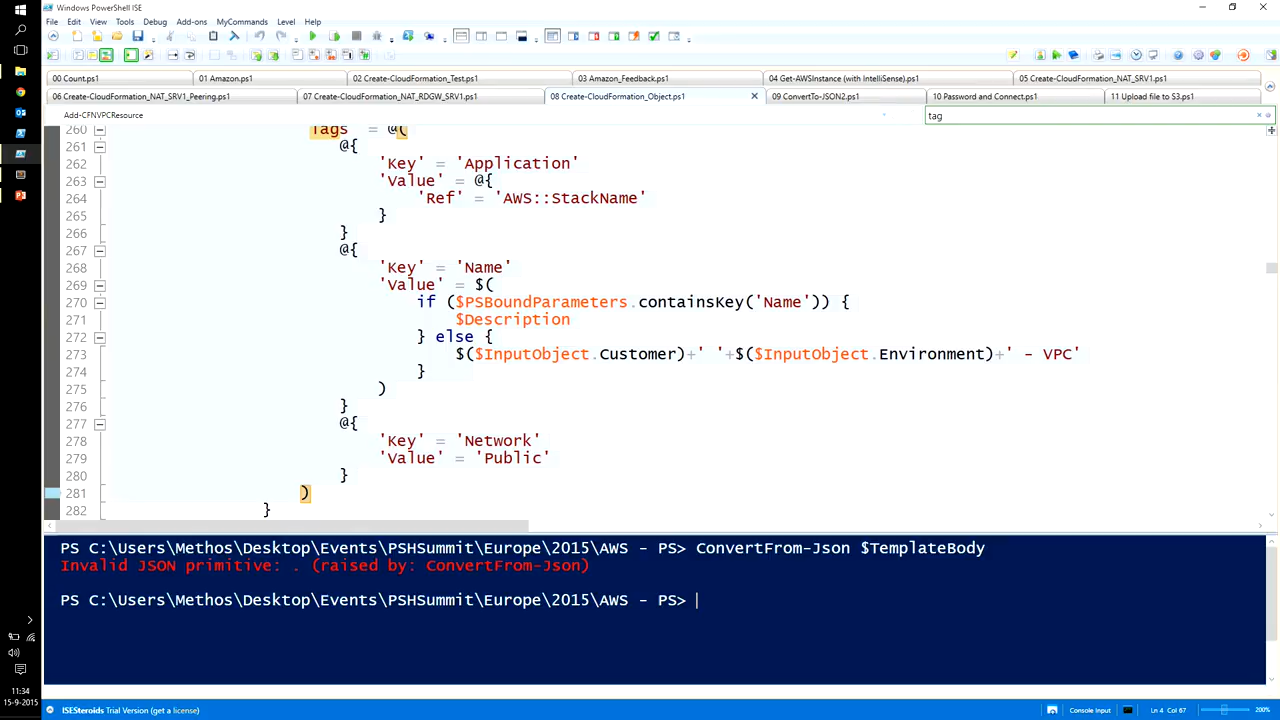 Windows PowerShell ISE
File Edit View Tools Debug Add-ons MyCommands Level Help
00 Count.ps1 01 Amazon.ps1 02 Create-CloudFormation_Test.ps1 03 Amazon_Feedback.ps1 04 Get-AWSInstance (with IntelliSense).ps1 05 Create-CloudFormation_NAT_SRV1.ps1
06 Create-CloudFormation_NAT_SRV1_Peering.ps1 07 Create-CloudFormation_NAT_RDGW_SRV1.ps1 08 Create-CloudFormation_Object.ps1 09 ConvertTo-JSON2.ps1 10 Password and Connect.ps1 11 Upload file to S3.ps1
Add-CFNVPCResource tag
260 Tags = @(
261 @{
262 'Key' = 'Application'
263 'Value' = @{
264 'Ref' = 'AWS::StackName'
265 }
266 }
267 @{
268 'Key' = 'Name'
269 'Value' = $(
270 if ($PSBoundParameters.containsKey('Name')) {
271 $Description
272 } else {
273 $($InputObject.Customer)+' '+$($InputObject.Environment)+' - VPC'
274 }
275 )
276 }
277 @{
278 'Key' = 'Network'
279 'Value' = 'Public'
280 }
281 )
282 }
PS C:\Users\Methos\Desktop\Events\PSHSummit\Europe\2015\AWS - PS> ConvertFrom-Json $TemplateBody
Invalid JSON primitive: . (raised by: ConvertFrom-Json)
PS C:\Users\Methos\Desktop\Events\PSHSummit\Europe\2015\AWS - PS>
11:34
15-9-2015
ISESteroids Trial Version (get a license) Console Input Ln 4 Col 67 200%